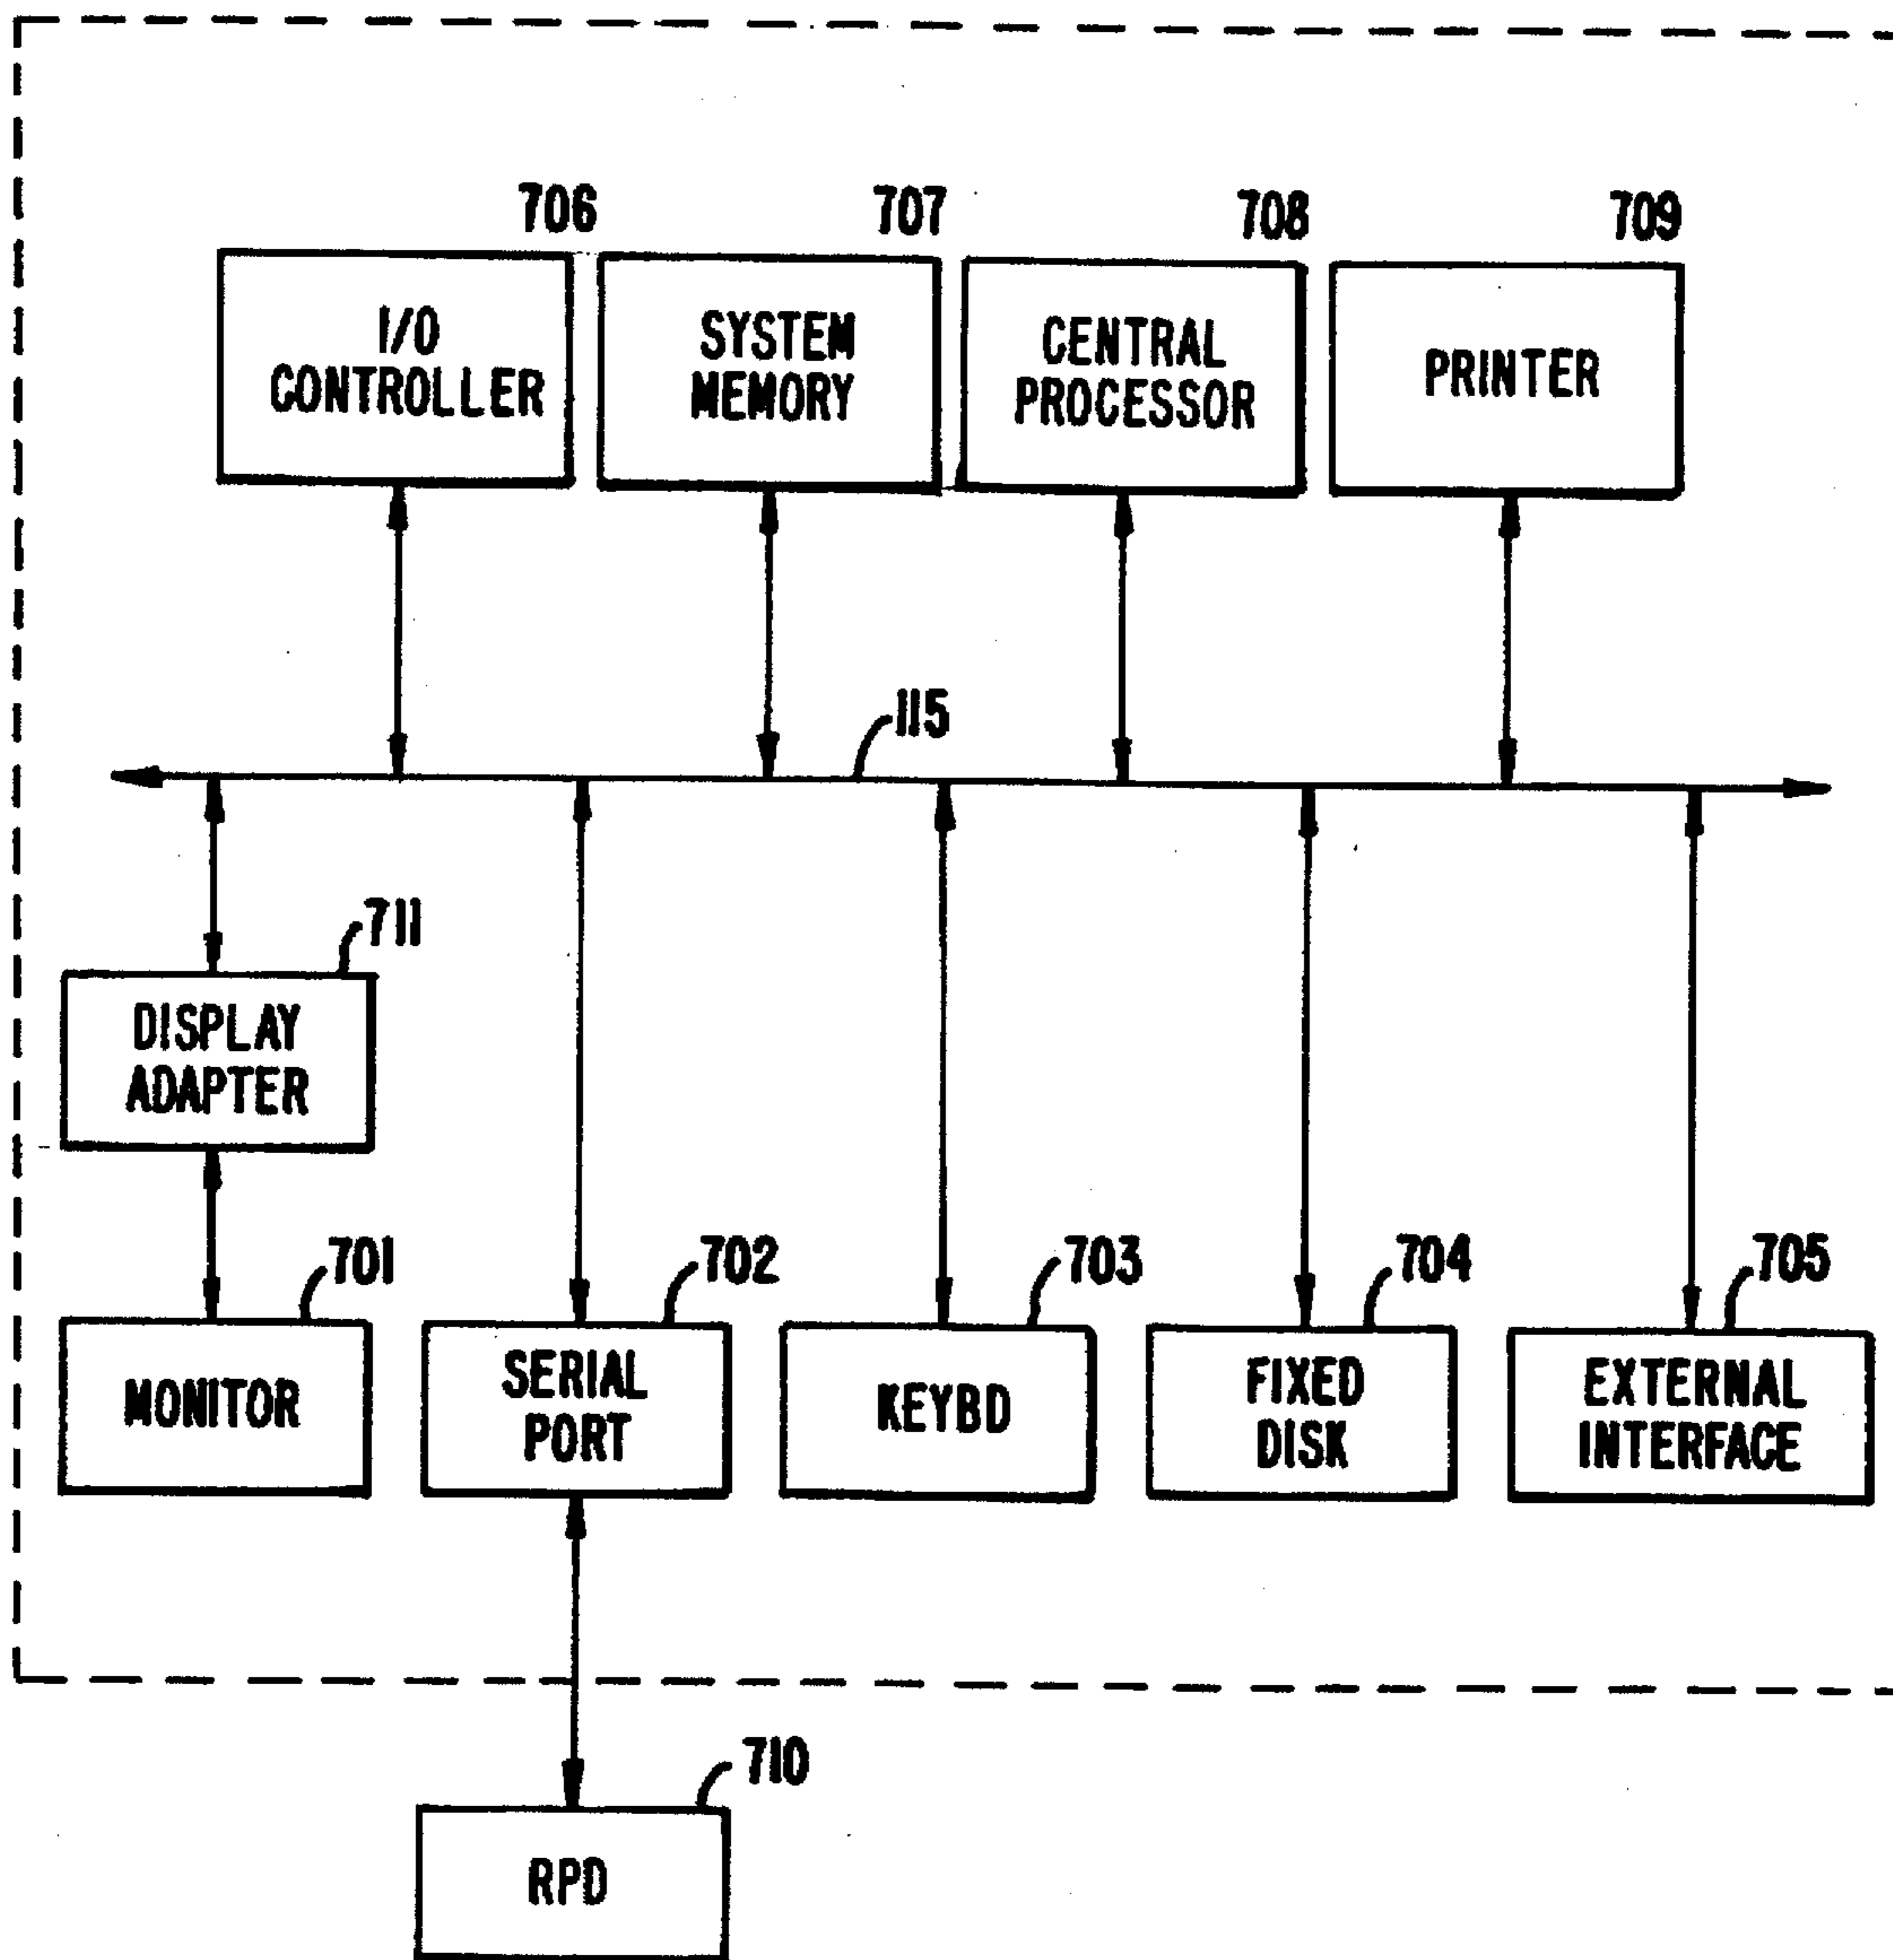 706
707
708
709
I/O
CONTROLLER
SYSTEM
MEMORY
CENTRAL
PROCESSOR
PRINTER
115
711
DISPLAY
ADAPTER
701
702
703
704
705
MONITOR
SERIAL
PORT
KEYBD
FIXED
DISK
EXTERNAL
INTERFACE
710
RPD